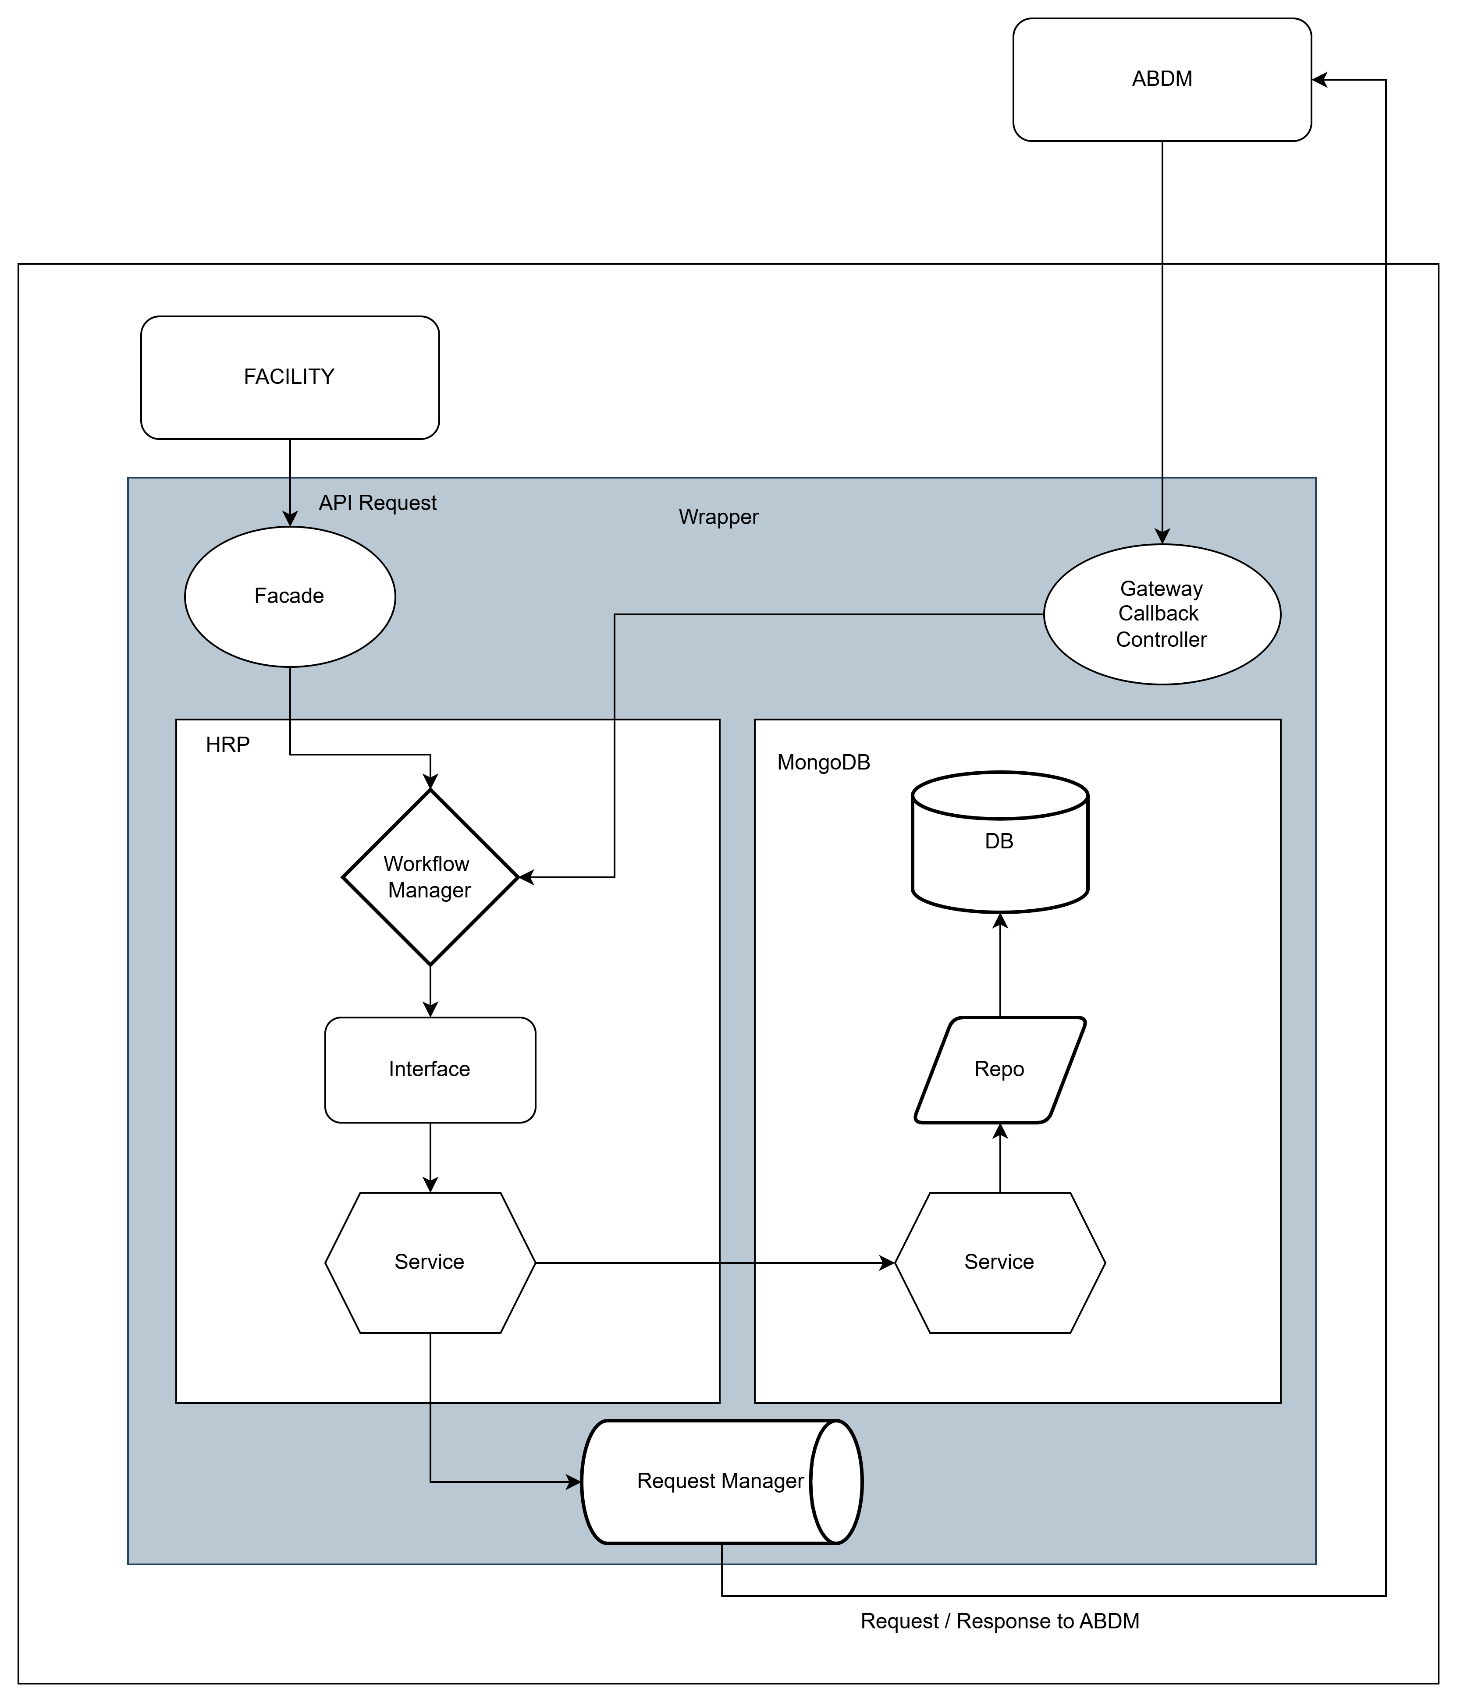 ABDM
FACILITY
API Request
Wrapper
Facade
Gateway
Callback
Controller
HRP
MongoDB
Workflow
Manager
DB
Interface
Repo
Service
Service
Request Manager
Request / Response to ABDM